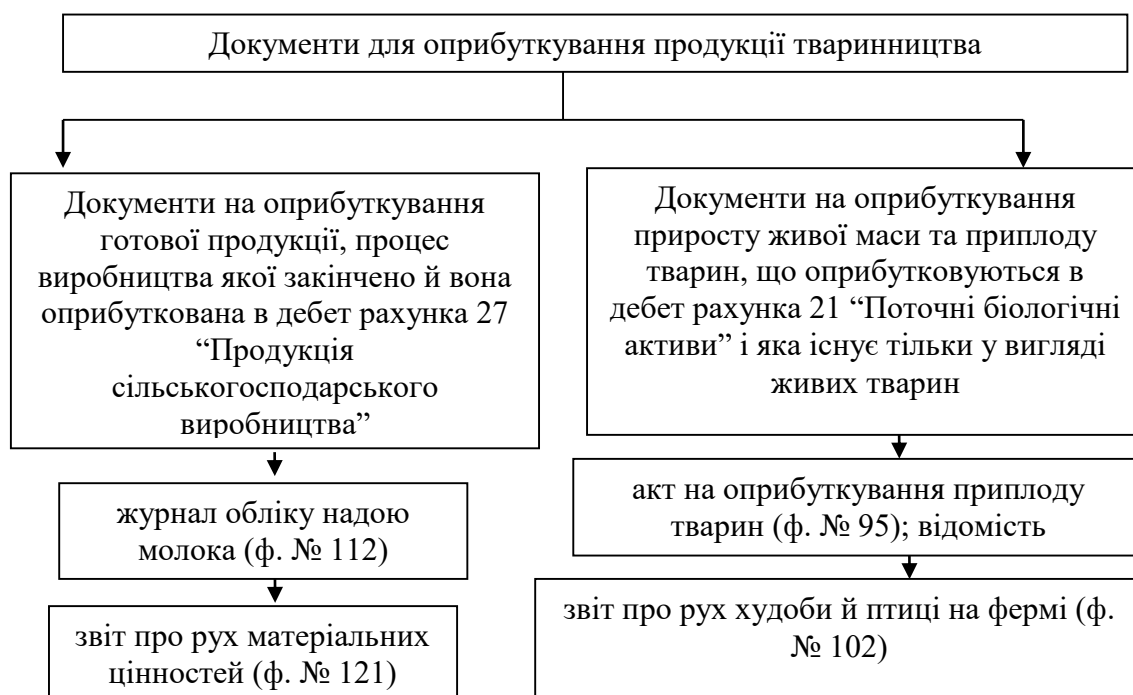 Документи для оприбуткування продукції тваринництва
Документи на оприбуткування
готової продукції, процес
виробництва якої закінчено й вона
оприбуткована в дебет рахунка 27
“Продукція
сільськогосподарського
виробництва”
Документи на оприбуткування
приросту живої маси та приплоду
тварин, що оприбутковуються в
дебет рахунка 21 “Поточні біологічні
активи” і яка існує тільки у вигляді
живих тварин
журнал обліку надою
молока (ф. № 112)
акт на оприбуткування приплоду
тварин (ф. № 95); відомість
звіт про рух матеріальних
цінностей (ф. № 121)
звіт про рух худоби й птиці на фермі (ф.
№ 102)